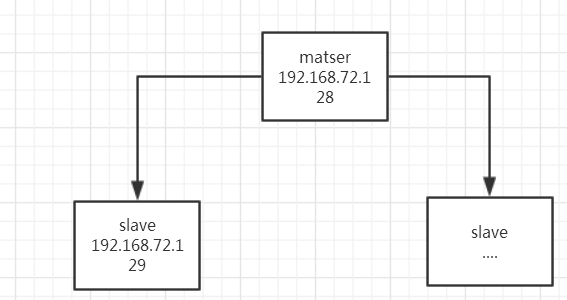 matser
192.168.72.1
28
slave
192.168.72.1
29
slave
....